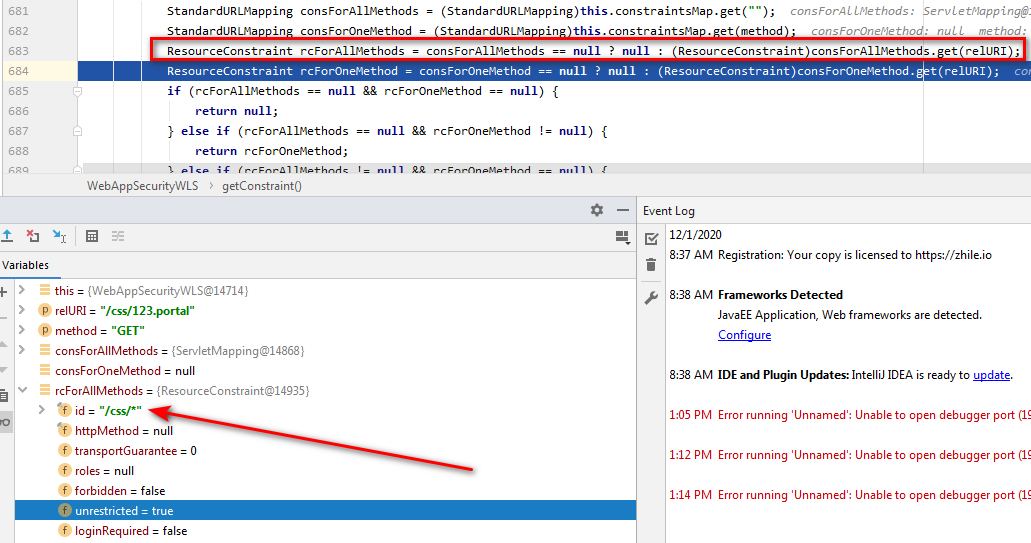 681 StandardURLMapping consForAllMethods = (StandardURLMapping)this.constraintsMap.get(""); consForAllMethods: ServletMapping@1
682 StandardURLMapping consForOneMethod = (StandardURLMapping)this.constraintsMap.get(method); consForOneMethod: null method:
683 ResourceConstraint rcForAllMethods = consForAllMethods == null ? null : (ResourceConstraint)consForAllMethods.get(relURI);
684 ResourceConstraint rcForOneMethod = consForOneMethod == null ? null : (ResourceConstraint)consForOneMethod.get(relURI); con
685 if (rcForAllMethods == null && rcForOneMethod == null) {
686 return null;
687 } else if (rcForAllMethods == null && rcForOneMethod != null) {
688 return rcForOneMethod;
689 } else if (rcForAllMethods != null && rcForOneMethod == null) {
WebAppSecurityWLS › getConstraint()
Variables
this = {WebAppSecurityWLS@14714}
p relURI = "/css/123.portal"
p method = "GET"
consForAllMethods = {ServletMapping@14868}
consForOneMethod = null
rcForAllMethods = {ResourceConstraint@14935}
f id = "/css/*"
f httpMethod = null
f transportGuarantee = 0
f roles = null
f forbidden = false
f unrestricted = true
f loginRequired = false
Event Log
12/1/2020
8:37 AM Registration: Your copy is licensed to https://zhile.io
8:38 AM Frameworks Detected
JavaEE Application, Web frameworks are detected.
Configure
8:38 AM IDE and Plugin Updates: IntelliJ IDEA is ready to update.
1:05 PM Error running 'Unnamed': Unable to open debugger port (19
1:12 PM Error running 'Unnamed': Unable to open debugger port (19
1:14 PM Error running 'Unnamed': Unable to open debugger port (19